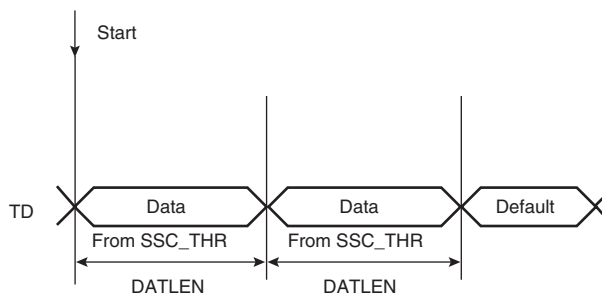 Start
TD Data Data Default
From SSC_THR From SSC_THR
DATLEN DATLEN